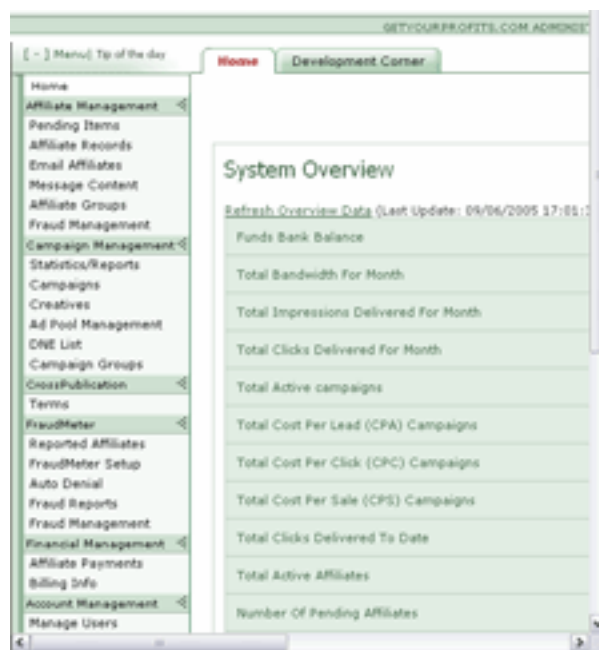 GETYOURPROFITS.COM
[ - ] Menu| Tip of the day
Home
Development Corner
Home
Affiliate Management
Pending Items
Affiliate Records
Email Affiliates
Message Content
Affiliate Groups
Fraud Management
Campaign Management
Statistics/Reports
Campaigns
Creatives
Ad Pool Management
DNE List
Campaign Groups
CrossPublication
Terms
FraudMeter
Reported Affiliates
FraudMeter Setup
Auto Denial
Fraud Reports
Fraud Management
Financial Management
Affiliate Payments
Billing Info
Account Management
Manage Users
System Overview
Refresh Overview Data (Last Update: 09/06/2005 17:01:
Funds Bank Balance
Total Bandwidth For Month
Total Impressions Delivered For Month
Total Clicks Delivered For Month
Total Active campaigns
Total Cost Per Lead (CPA) Campaigns
Total Cost Per Click (CPC) Campaigns
Total Cost Per Sale (CPS) Campaigns
Total Clicks Delivered To Date
Total Active Affiliates
Number Of Pending Affiliates